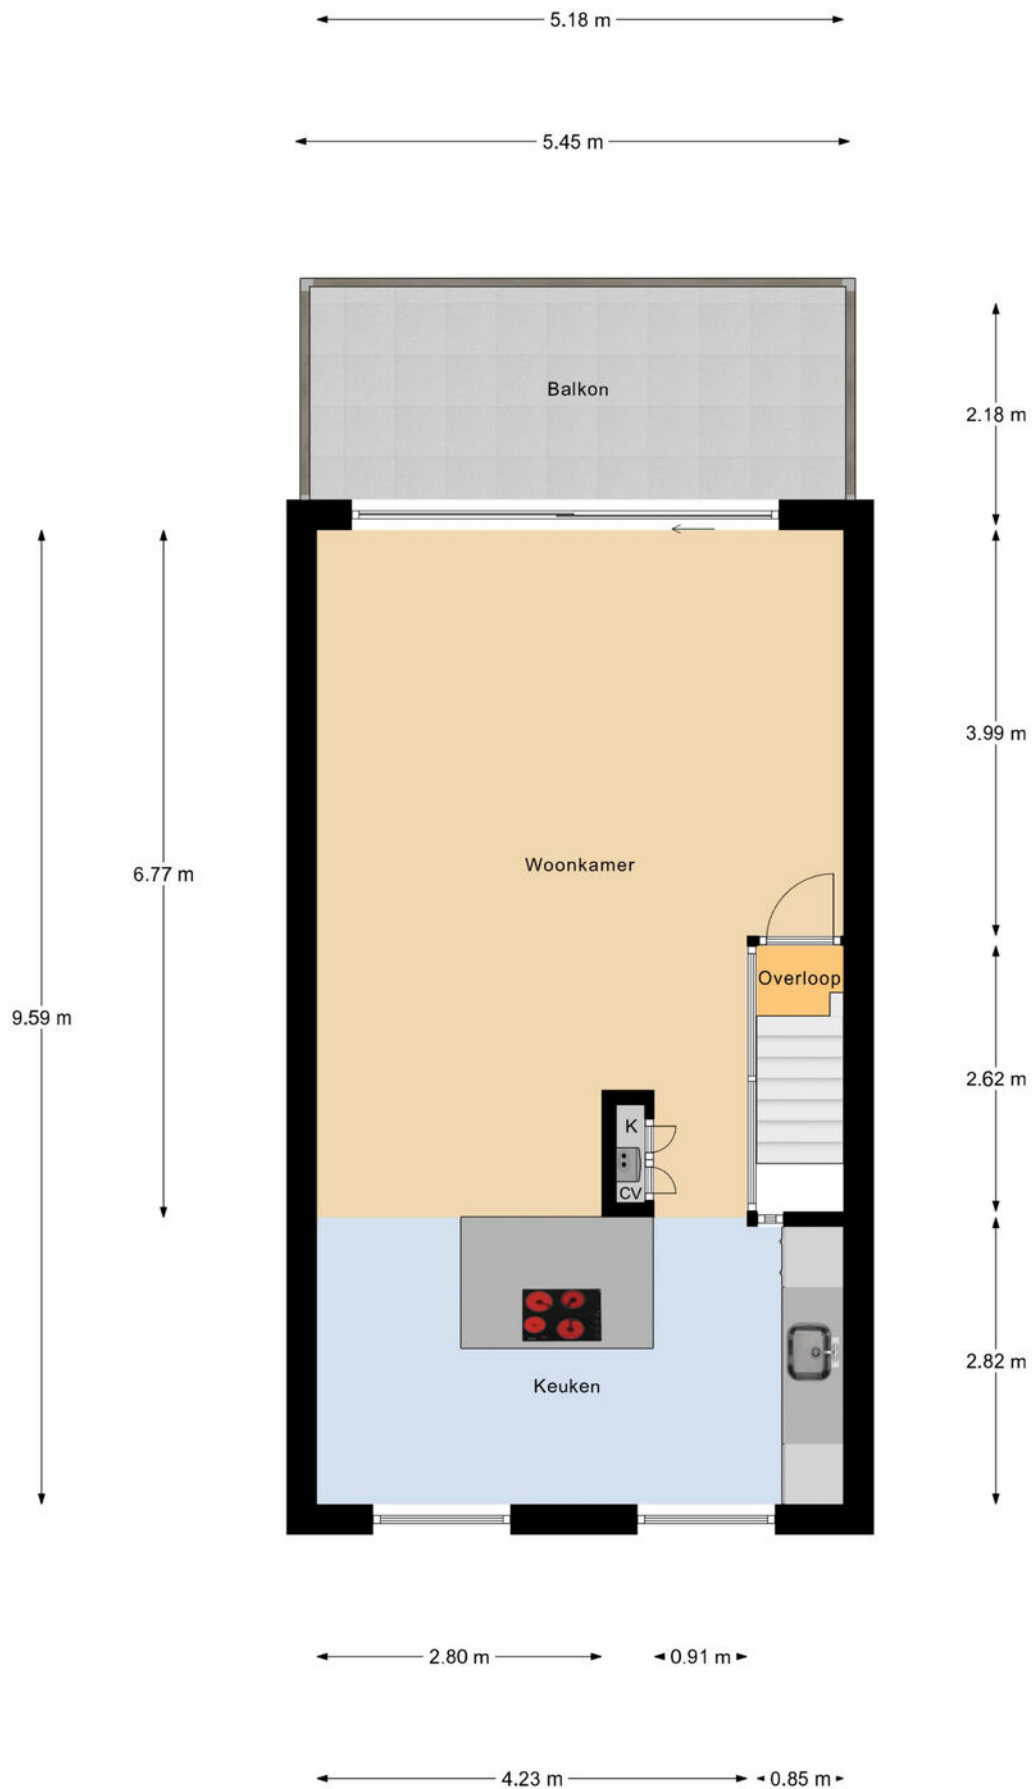 5.18 m
5.45 m
Balkon
2.18 m
3.99 m
Woonkamer
6.77 m
Overloop
9.59 m
2.62 m
K
CV
2.82 m
Keuken
2.80 m
0.91 m
4.23 m
0.85 m